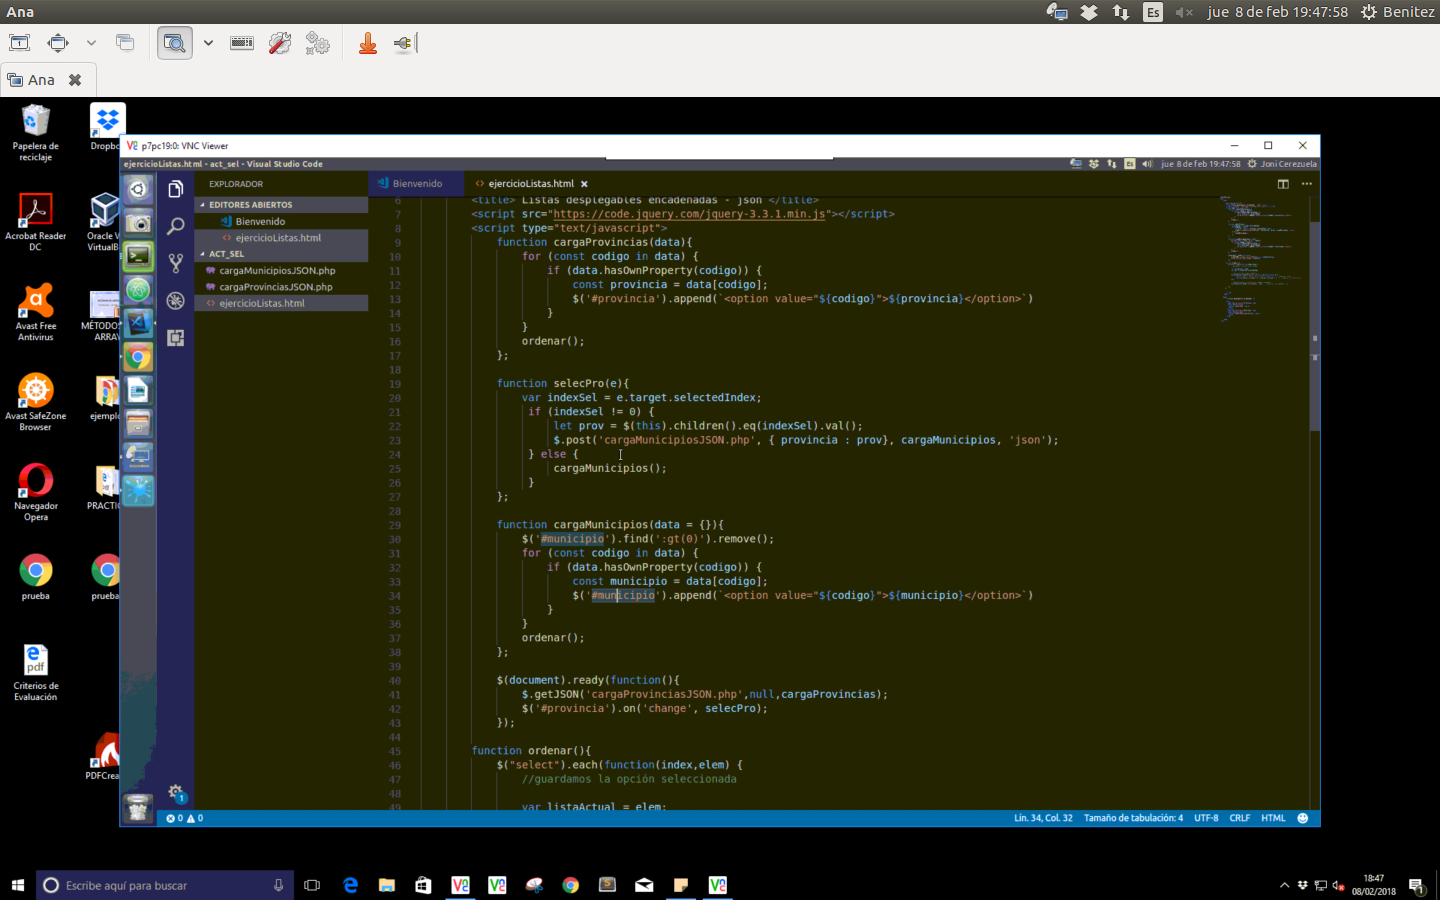 Ana
Es
jue 8 de feb 19:47:58
Benitez
Ana
Papelera de reciclaje
Acrobat Reader DC
Avast Free Antivirus
Avast SafeZone Browser
Navegador Opera
prueba
Criterios de Evaluación
p7pc19:0: VNC Viewer
ejercicioListas.html - act_sel - Visual Studio Code
Es
jue 8 de feb 19:47:58
Joni Cerezuela
EXPLORADOR
EDITORES ABIERTOS
Bienvenido
ejercicioListas.html
ACT_SEL
cargaMunicipiosJSON.php
cargaProvinciasJSON.php
ejercicioListas.html
Bienvenido
ejercicioListas.html
6 <title> Listas desplegables encadenadas - json </title>
7 <script src="https://code.jquery.com/jquery-3.3.1.min.js"></script>
8 <script type="text/javascript">
9 function cargaProvincias(data){
10 for (const codigo in data) {
11 if (data.hasOwnProperty(codigo)) {
12 const provincia = data[codigo];
13 $('#provincia').append(`<option value="${codigo}">${provincia}</option>`)
14 }
15 }
16 ordenar();
17 };
18
19 function selecPro(e){
20 var indexSel = e.target.selectedIndex;
21 if (indexSel != 0) {
22 let prov = $(this).children().eq(indexSel).val();
23 $.post('cargaMunicipiosJSON.php', { provincia : prov}, cargaMunicipios, 'json');
24 } else {
25 cargaMunicipios();
26 }
27 };
28
29 function cargaMunicipios(data = {}){
30 $('#municipio').find(':gt(0)').remove();
31 for (const codigo in data) {
32 if (data.hasOwnProperty(codigo)) {
33 const municipio = data[codigo];
34 $('#municipio').append(`<option value="${codigo}">${municipio}</option>`)
35 }
36 }
37 ordenar();
38 };
39
40 $(document).ready(function(){
41 $.getJSON('cargaProvinciasJSON.php',null,cargaProvincias);
42 $('#provincia').on('change', selecPro);
43 });
44
45 function ordenar(){
46 $("select").each(function(index,elem) {
47 //guardamos la opción seleccionada
48
49 var listaActual = elem;
1
0 0
Lín. 34, Col. 32
Tamaño de tabulación: 4
UTF-8
CRLF
HTML
Escribe aquí para buscar
18:47
08/02/2018
1